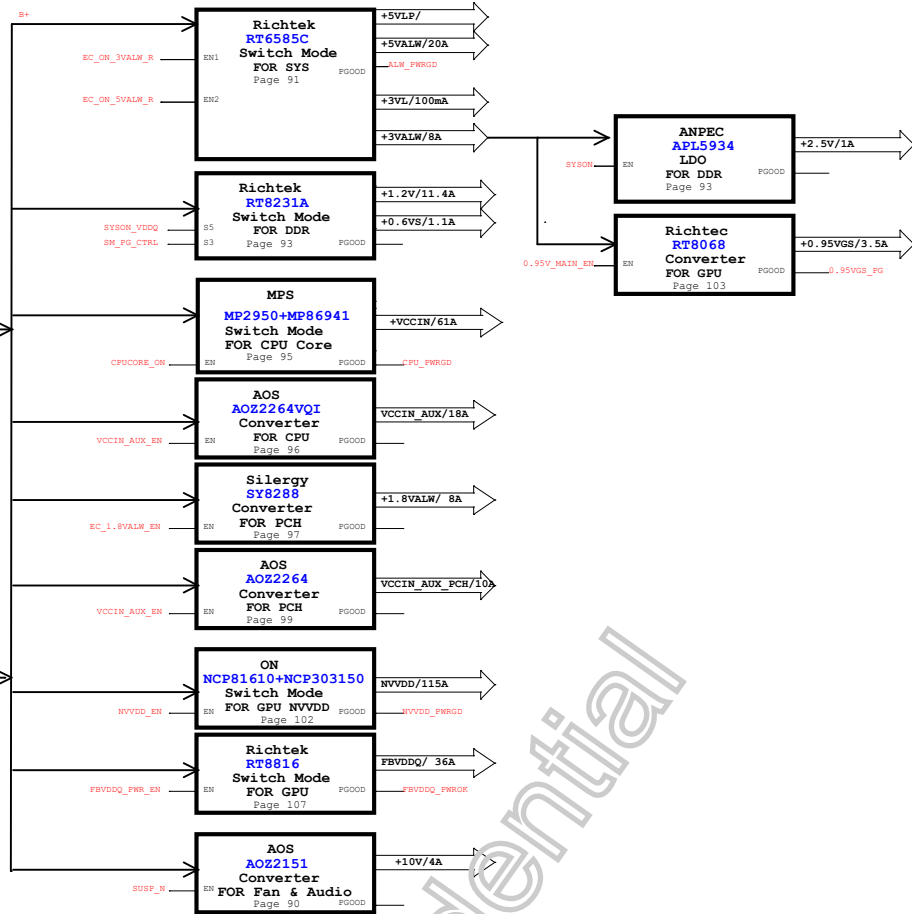 B+
Richtek
RT6585C
Switch Mode
FOR SYS
Page 91
EC_ON_3VALW_R
EN1
EC_ON_5VALW_R
EN2
PGOOD
+5VLP/
+5VALW/20A
ALW_PWRGD
+3VL/100mA
+3VALW/8A
ANPEC
APL5934
LDO
FOR DDR
Page 93
SYSON
EN
PGOOD
+2.5V/1A
Richtek
RT8231A
Switch Mode
FOR DDR
Page 93
SYSON_VDDQ
S5
SM_PG_CTRL
S3
PGOOD
+1.2V/11.4A
+0.6VS/1.1A
Richtec
RT8068
Converter
FOR GPU
Page 103
0.95V_MAIN_EN
EN
PGOOD
+0.95VGS/3.5A
0.95VGS_PG
MPS
MP2950+MP86941
Switch Mode
FOR CPU Core
Page 95
CPUCORE_ON
EN
PGOOD
+VCCIN/61A
CPU_PWRGD
AOS
AOZ2264VQI
Converter
FOR CPU
Page 96
VCCIN_AUX_EN
EN
PGOOD
VCCIN_AUX/18A
Silergy
SY8288
Converter
FOR PCH
Page 97
EC_1.8VALW_EN
EN
PGOOD
+1.8VALW/ 8A
AOS
AOZ2264
Converter
FOR PCH
Page 99
VCCIN_AUX_EN
EN
PGOOD
VCCIN_AUX_PCH/10A
ON
NCP81610+NCP303150
Switch Mode
FOR GPU NVVDD
Page 102
NVVDD_EN
EN
PGOOD
NVVDD/115A
NVVDD_PWRGD
Richtek
RT8816
Switch Mode
FOR GPU
Page 107
FBVDDQ_PWR_EN
EN
PGOOD
FBVDDQ/ 36A
FBVDDQ_PWROK
AOS
AOZ2151
Converter
FOR Fan & Audio
Page 90
SUSP_N
EN
PGOOD
+10V/4A
dential